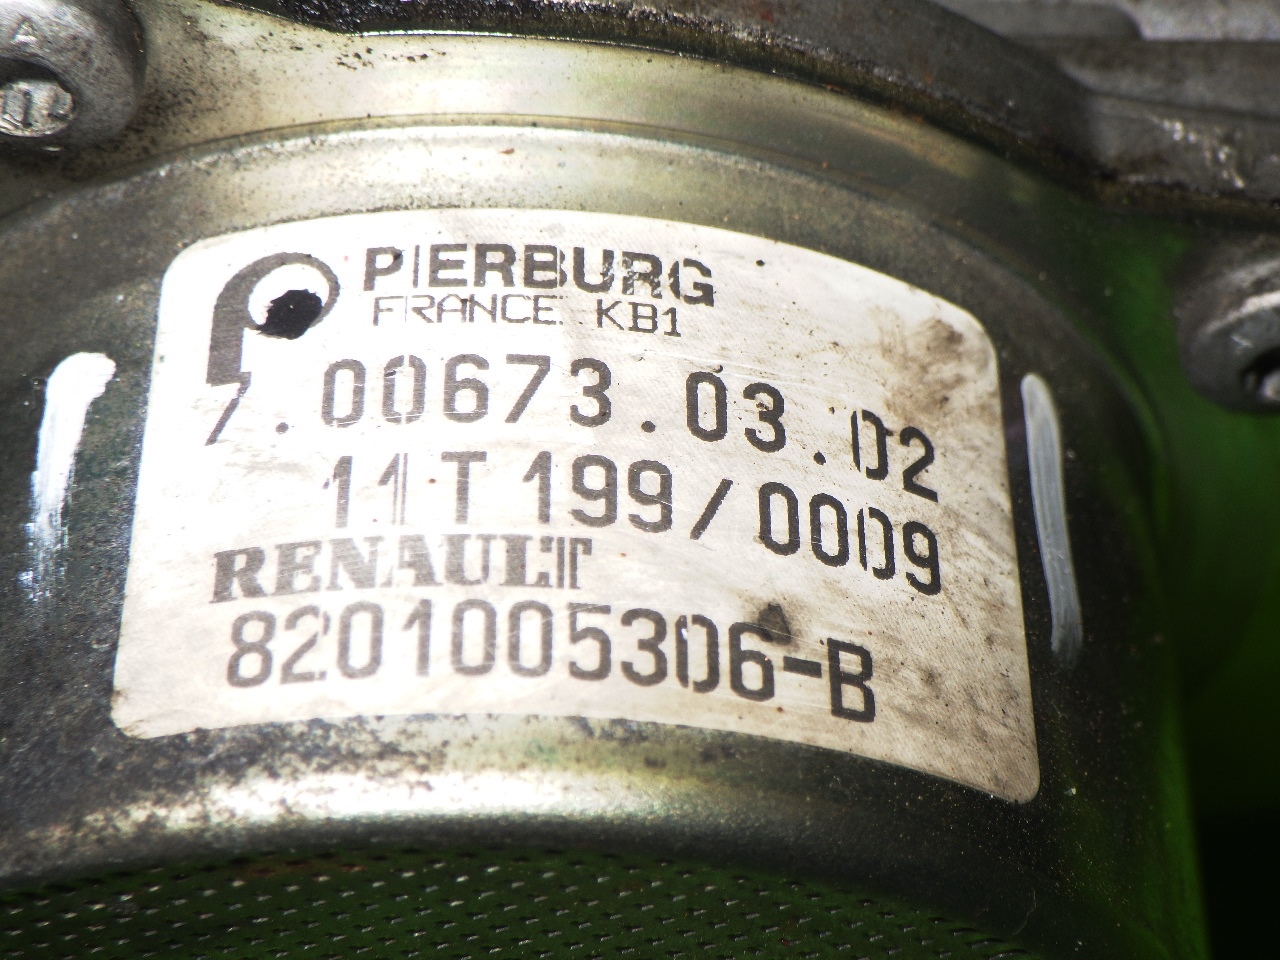 PIERBURG
FRANCE KB1
7.00673.03.02
11T199/0009
RENAULT
8201005306-B